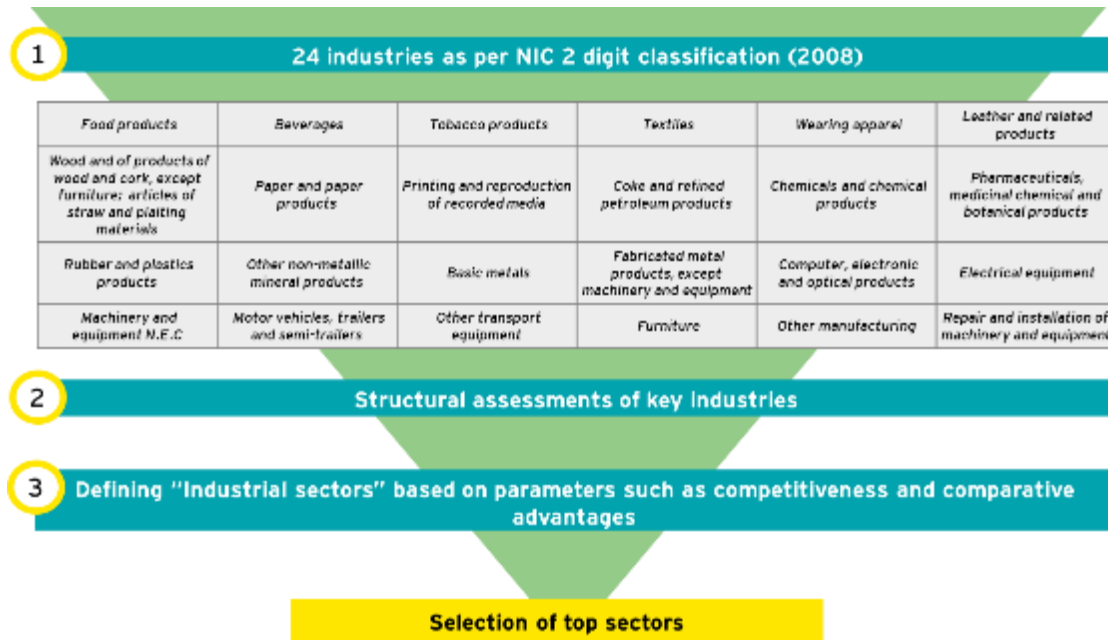 1
24 industries as per NIC 2 digit classification (2008)
Food products
Beverages
Tobacco products
Textiles
Wearing apparel
Leather and related
products
Wood and of products of
wood and cork, except
furniture; articles of
straw and plaiting
materials
Paper and paper
products
Printing and reproduction
of recorded media
Coke and refined
petroleum products
Chemicals and chemical
products
Pharmaceuticals,
medicinal chemical and
botanical products
Rubber and plastics
products
Other non-metallic
mineral products
Basic metals
Fabricated metal
products, except
machinery and equipment
Computer, electronic
and optical products
Electrical equipment
Machinery and
equipment N.E.C
Motor vehicles, trailers
and semi-trailers
Other transport
equipment
Furniture
Other manufacturing
Repair and installation of
machinery and equipment
2
Structural assessments of key industries
3
Defining “Industrial sectors” based on parameters such as competitiveness and comparative
advantages
Selection of top sectors